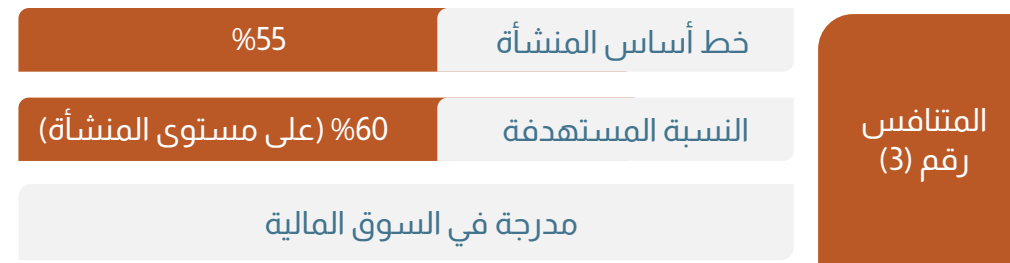 المتنافس
رقم (3)
خط أساس المنشأة
%55
النسبة المستهدفة
%60 (على مستوى المنشأة)
مدرجة في السوق المالية